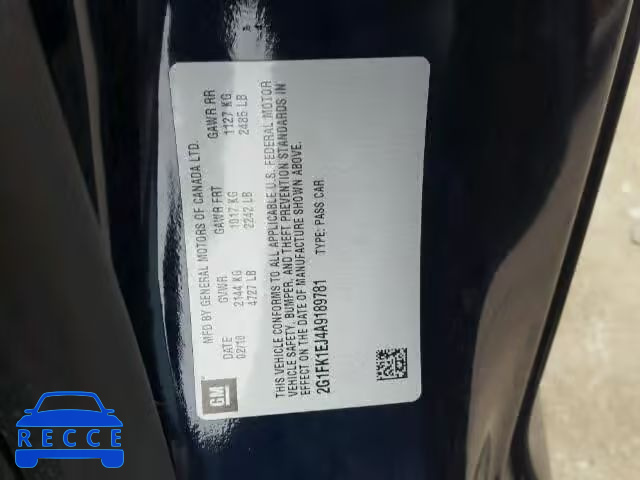 GM
MFD BY GENERAL MOTORS OF CANADA LTD.
DATE GVWR GAWR FRT GAWR RR
02/10 2144 KG 1017 KG 1127 KG
4727 LB 2242 LB 2485 LB
THIS VEHICLE CONFORMS TO ALL APPLICABLE U.S. FEDERAL MOTOR
VEHICLE SAFETY, BUMPER, AND THEFT PREVENTION STANDARDS IN
EFFECT ON THE DATE OF MANUFACTURE SHOWN ABOVE.
2G1FK1EJ4A9189781 TYPE: PASS CAR